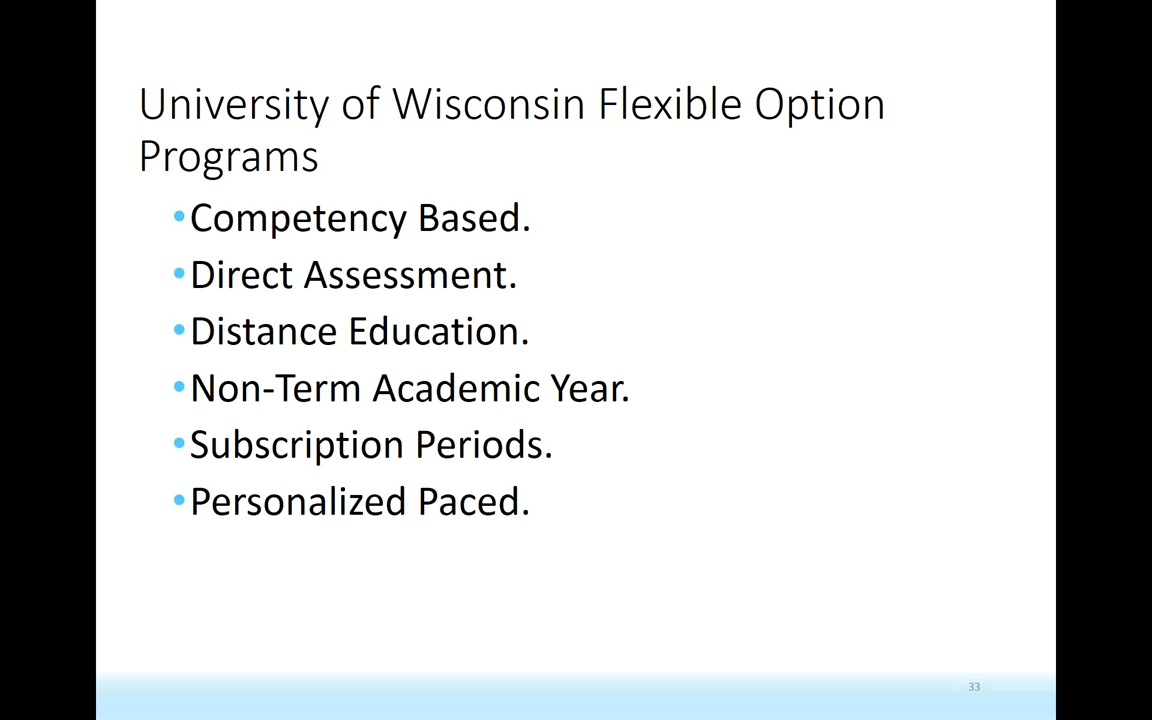 University of Wisconsin Flexible Option
Programs
•Competency Based.
•Direct Assessment.
•Distance Education.
•Non-Term Academic Year.
•Subscription Periods.
•Personalized Paced.
33